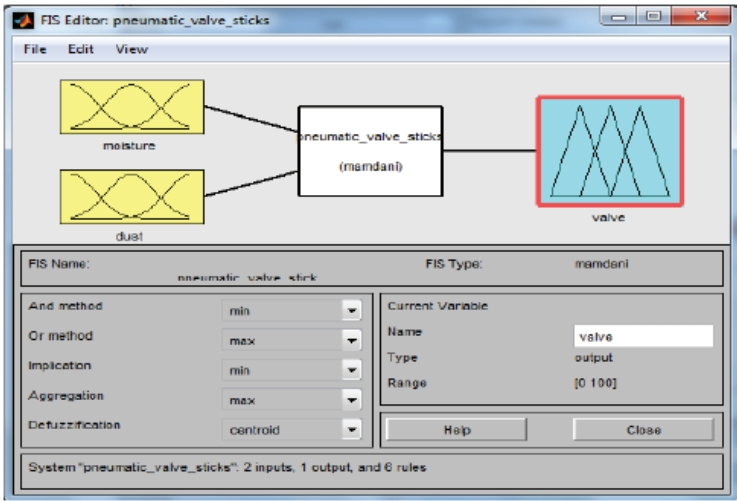 FIS Editor: pneumatic_valve_sticks
File Edit View
moisture
dust
pneumatic_valve_sticks
(mamdani)
valve
FIS Name: pneumatic_valve_stick
FIS Type: mamdani
And method min
Or method max
Implication min
Aggregation max
Defuzzification centroid
Current Variable
Name valve
Type output
Range [0 100]
Help Close
System "pneumatic_valve_sticks": 2 inputs, 1 output, and 6 rules